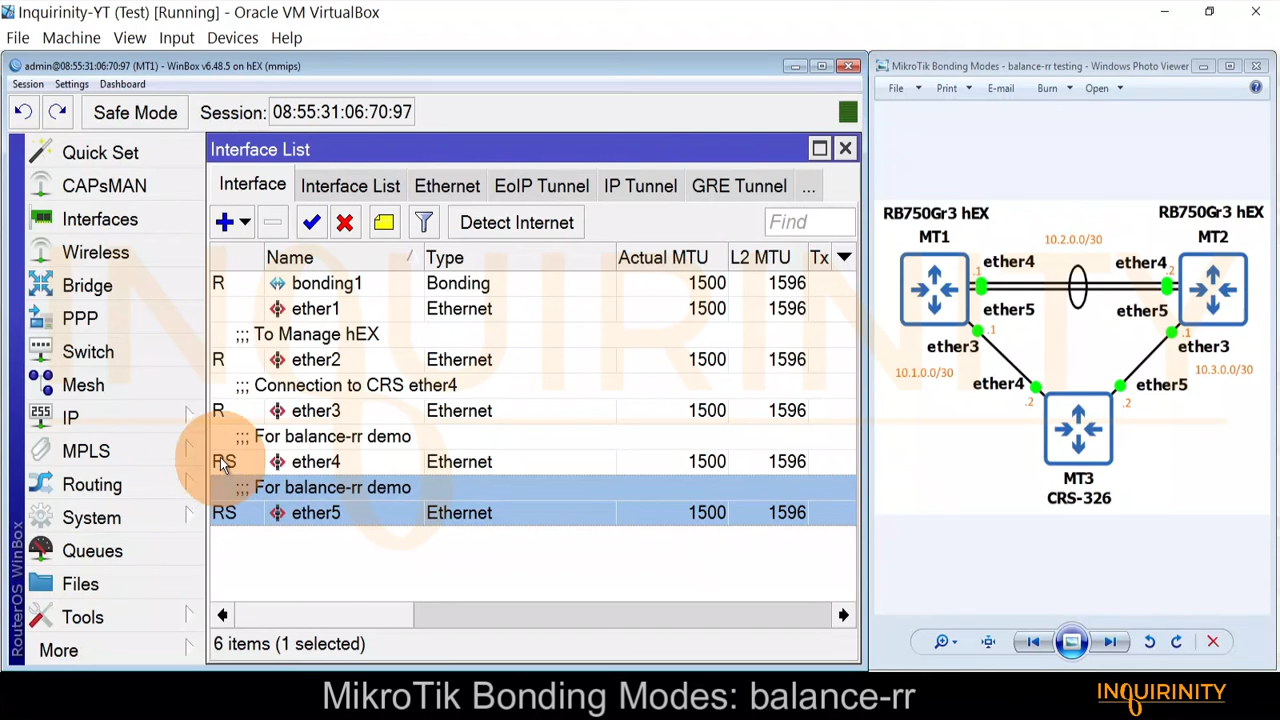 Inquirinity-YT (Test) [Running] - Oracle VM VirtualBox
File Machine View Input Devices Help
admin@08:55:31:06:70:97 (MT1) - WinBox v6.48.5 on hEX (mmips)
Session Settings Dashboard
Safe Mode Session: 08:55:31:06:70:97
RouterOS WinBox
Quick Set
CAPsMAN
Interfaces
Wireless
Bridge
PPP
Switch
Mesh
255 IP
MPLS
Routing
System
Queues
Files
Tools
More
Interface List
Interface Interface List Ethernet EoIP Tunnel IP Tunnel GRE Tunnel ...
Detect Internet Find
Name / Type Actual MTU L2 MTU Tx
R bonding1 Bonding 1500 1596
ether1 Ethernet 1500 1596
;;; To Manage hEX
R ether2 Ethernet 1500 1596
;;; Connection to CRS ether4
R ether3 Ethernet 1500 1596
;;; For balance-rr demo
RS ether4 Ethernet 1500 1596
;;; For balance-rr demo
RS ether5 Ethernet 1500 1596
6 items (1 selected)
MikroTik Bonding Modes - balance-rr testing - Windows Photo Viewer
File Print E-mail Burn Open
RB750Gr3 hEX RB750Gr3 hEX
MT1 10.2.0.0/30 MT2
ether4 ether4
.1 .2
ether5 ether5
.1 .1
ether3 ether3
10.1.0.0/30 10.3.0.0/30
ether4 ether5
.2 .2
MT3
CRS-326
INQUIRINITY
MikroTik Bonding Modes: balance-rr
INQUIRINITY